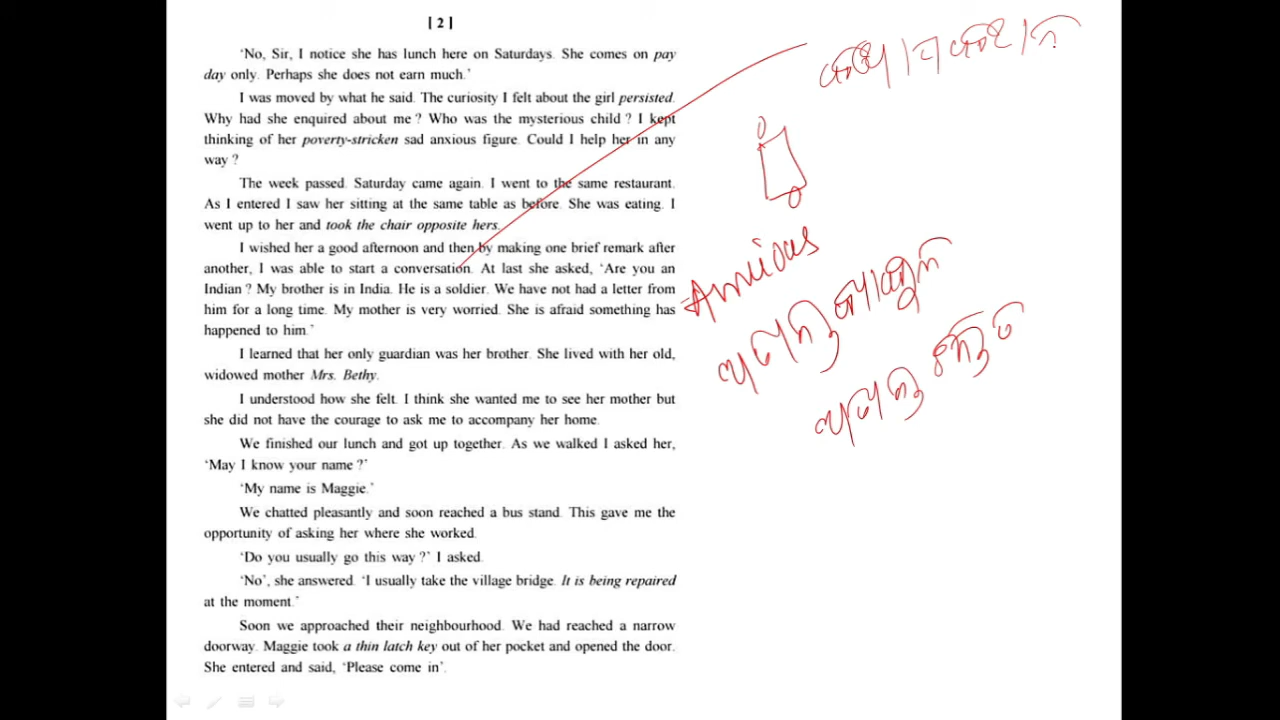 [ 2 ]
‘No, Sir, I notice she has lunch here on Saturdays. She comes on pay
day only. Perhaps she does not earn much.’
I was moved by what he said. The curiosity I felt about the girl persisted.
Why had she enquired about me ? Who was the mysterious child ? I kept
thinking of her poverty-stricken sad anxious figure. Could I help her in any
way ?
The week passed. Saturday came again. I went to the same restaurant.
As I entered I saw her sitting at the same table as before. She was eating. I
went up to her and took the chair opposite hers.
I wished her a good afternoon and then by making one brief remark after
another, I was able to start a conversation. At last she asked, ‘Are you an
Indian ? My brother is in India. He is a soldier. We have not had a letter from
him for a long time. My mother is very worried. She is afraid something has
happened to him.’
I learned that her only guardian was her brother. She lived with her old,
widowed mother Mrs. Bethy.
I understood how she felt. I think she wanted me to see her mother but
she did not have the courage to ask me to accompany her home.
We finished our lunch and got up together. As we walked I asked her,
‘May I know your name ?’
‘My name is Maggie.’
We chatted pleasantly and soon reached a bus stand. This gave me the
opportunity of asking her where she worked.
‘Do you usually go this way ?’ I asked.
‘No’, she answered. ‘I usually take the village bridge. It is being repaired
at the moment.’
Soon we approached their neighbourhood. We had reached a narrow
doorway. Maggie took a thin latch key out of her pocket and opened the door.
She entered and said, ‘Please come in’.